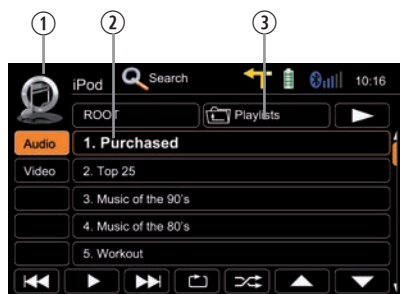 1 2 3
iPod Search 10:16
ROOT Playlists
Audio 1. Purchased
Video 2. Top 25
3. Music of the 90's
4. Music of the 80's
5. Workout